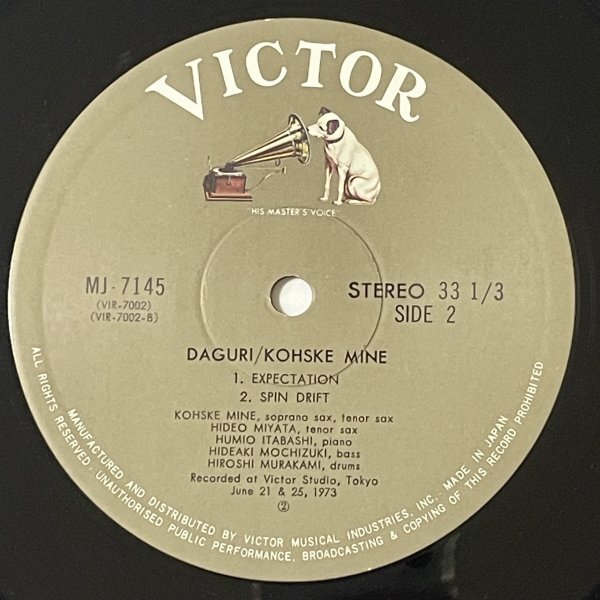 VICTOR
"HIS MASTER'S VOICE"
MJ-7145
(VIR-7002)
(VIR-7002-B)
STEREO 33 1/3
SIDE 2
DAGURI/KOHSKE MINE
1. EXPECTATION
2. SPIN DRIFT
KOHSKE MINE, soprano sax, tenor sax
HIDEO MIYATA, tenor sax
HUMIO ITABASHI, piano
HIDEAKI MOCHIZUKI, bass
HIROSHI MURAKAMI, drums
Recorded at Victor Studio, Tokyo
June 21 & 25, 1973
②
MANUFACTURED AND DISTRIBUTED BY VICTOR MUSICAL INDUSTRIES, INC. MADE IN JAPAN
ALL RIGHTS RESERVED. UNAUTHORISED PUBLIC PERFORMANCE, BROADCASTING & COPYING OF THIS RECORD PROHIBITED